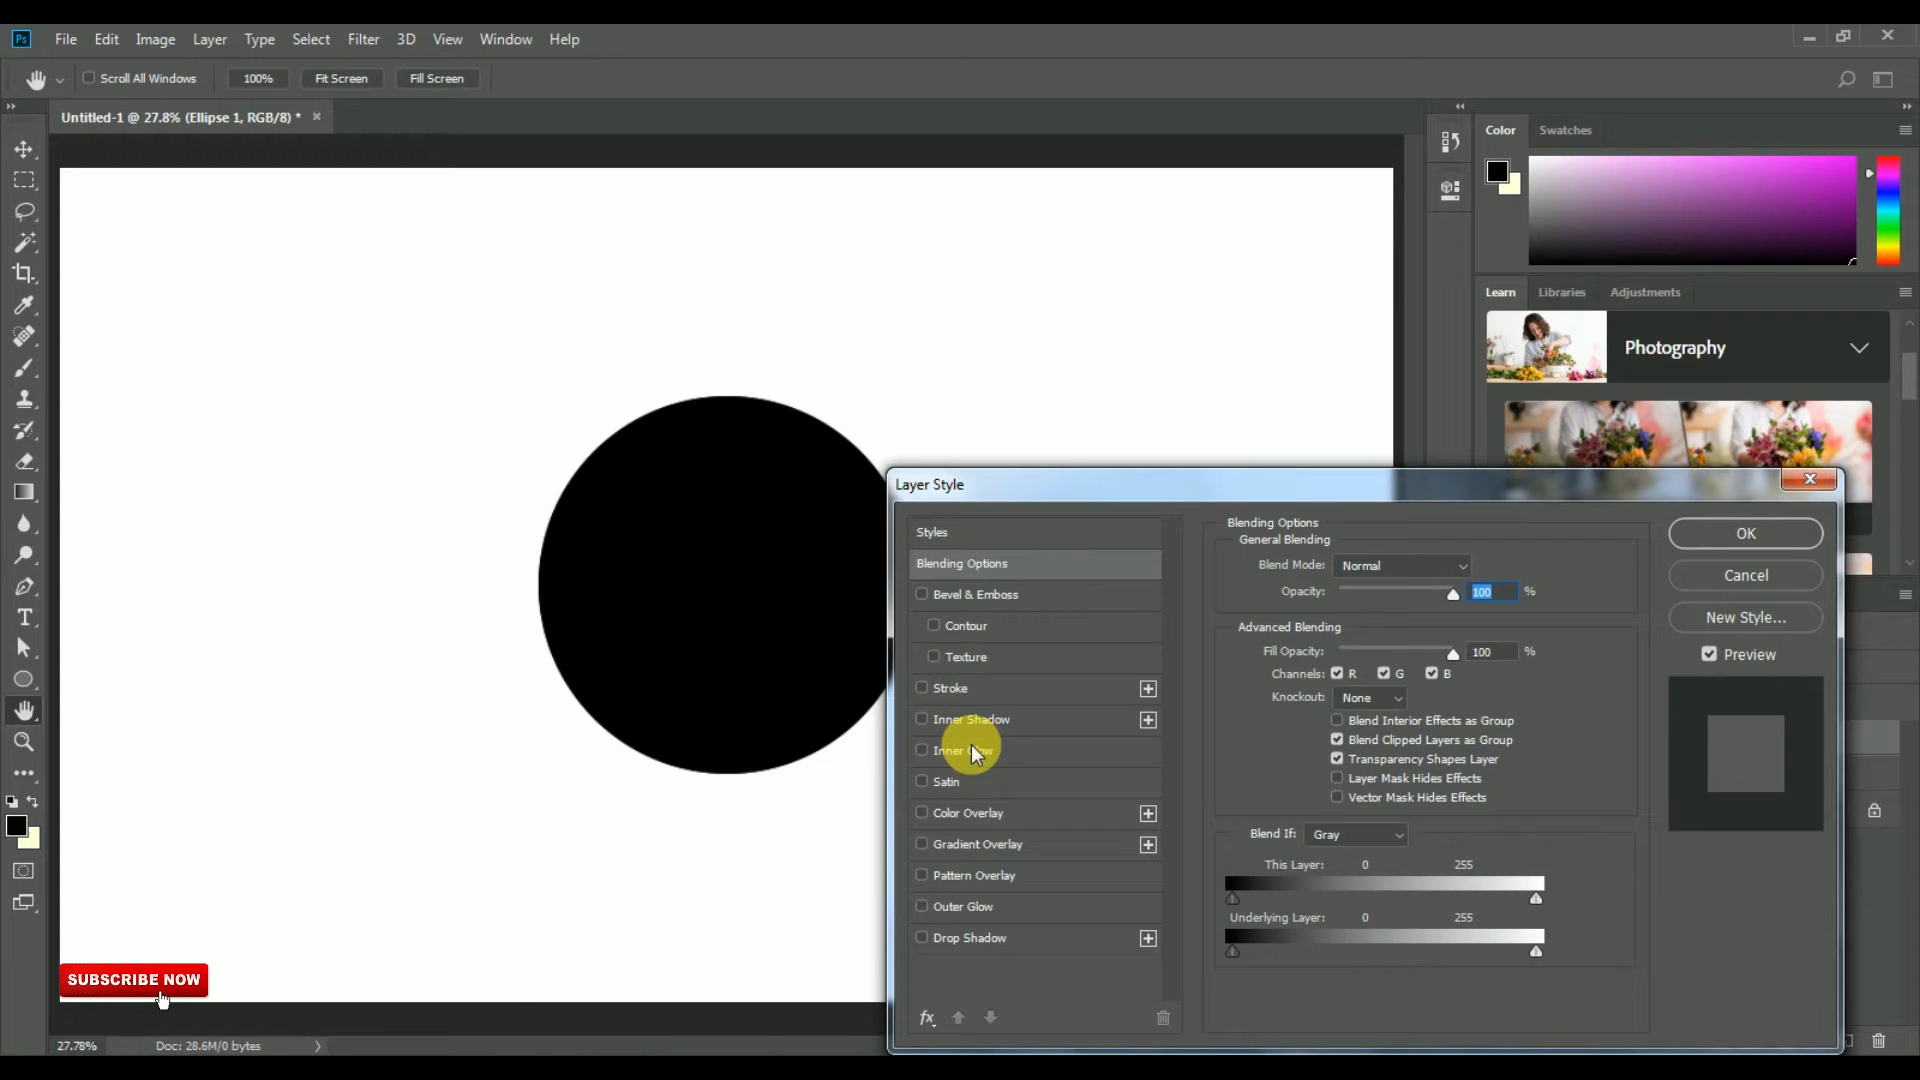 Ps File Edit Image Layer Type Select Filter 3D View Window Help
Scroll All Windows 100% Fit Screen Fill Screen
Untitled-1 @ 27.8% (Ellipse 1, RGB/8) *
Color Swatches
Learn Libraries Adjustments
Photography
Layer Style
Styles
Blending Options
Bevel & Emboss
Contour
Texture
Stroke
Inner Shadow
Inner Glow
Satin
Color Overlay
Gradient Overlay
Pattern Overlay
Outer Glow
Drop Shadow
fx
Blending Options
General Blending
Blend Mode: Normal
Opacity: 100 %
Advanced Blending
Fill Opacity: 100 %
Channels: R G B
Knockout: None
Blend Interior Effects as Group
Blend Clipped Layers as Group
Transparency Shapes Layer
Layer Mask Hides Effects
Vector Mask Hides Effects
Blend If: Gray
This Layer: 0 255
Underlying Layer: 0 255
OK
Cancel
New Style...
Preview
SUBSCRIBE NOW
27.78% Doc: 28.6M/0 bytes